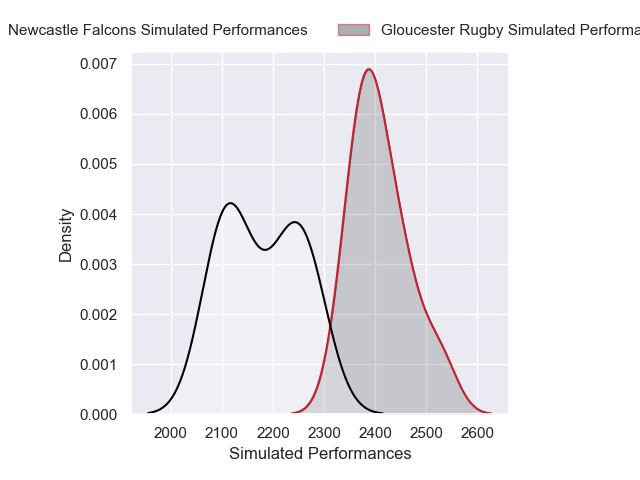 Newcastle Falcons Simulated Performances
Gloucester Rugby Simulated
0.007
0.006
0.005
0.004
0.003
0.002
0.001
0.000
Density
2000 2100 2200 2300 2400 2500 2600
Simulated Performances